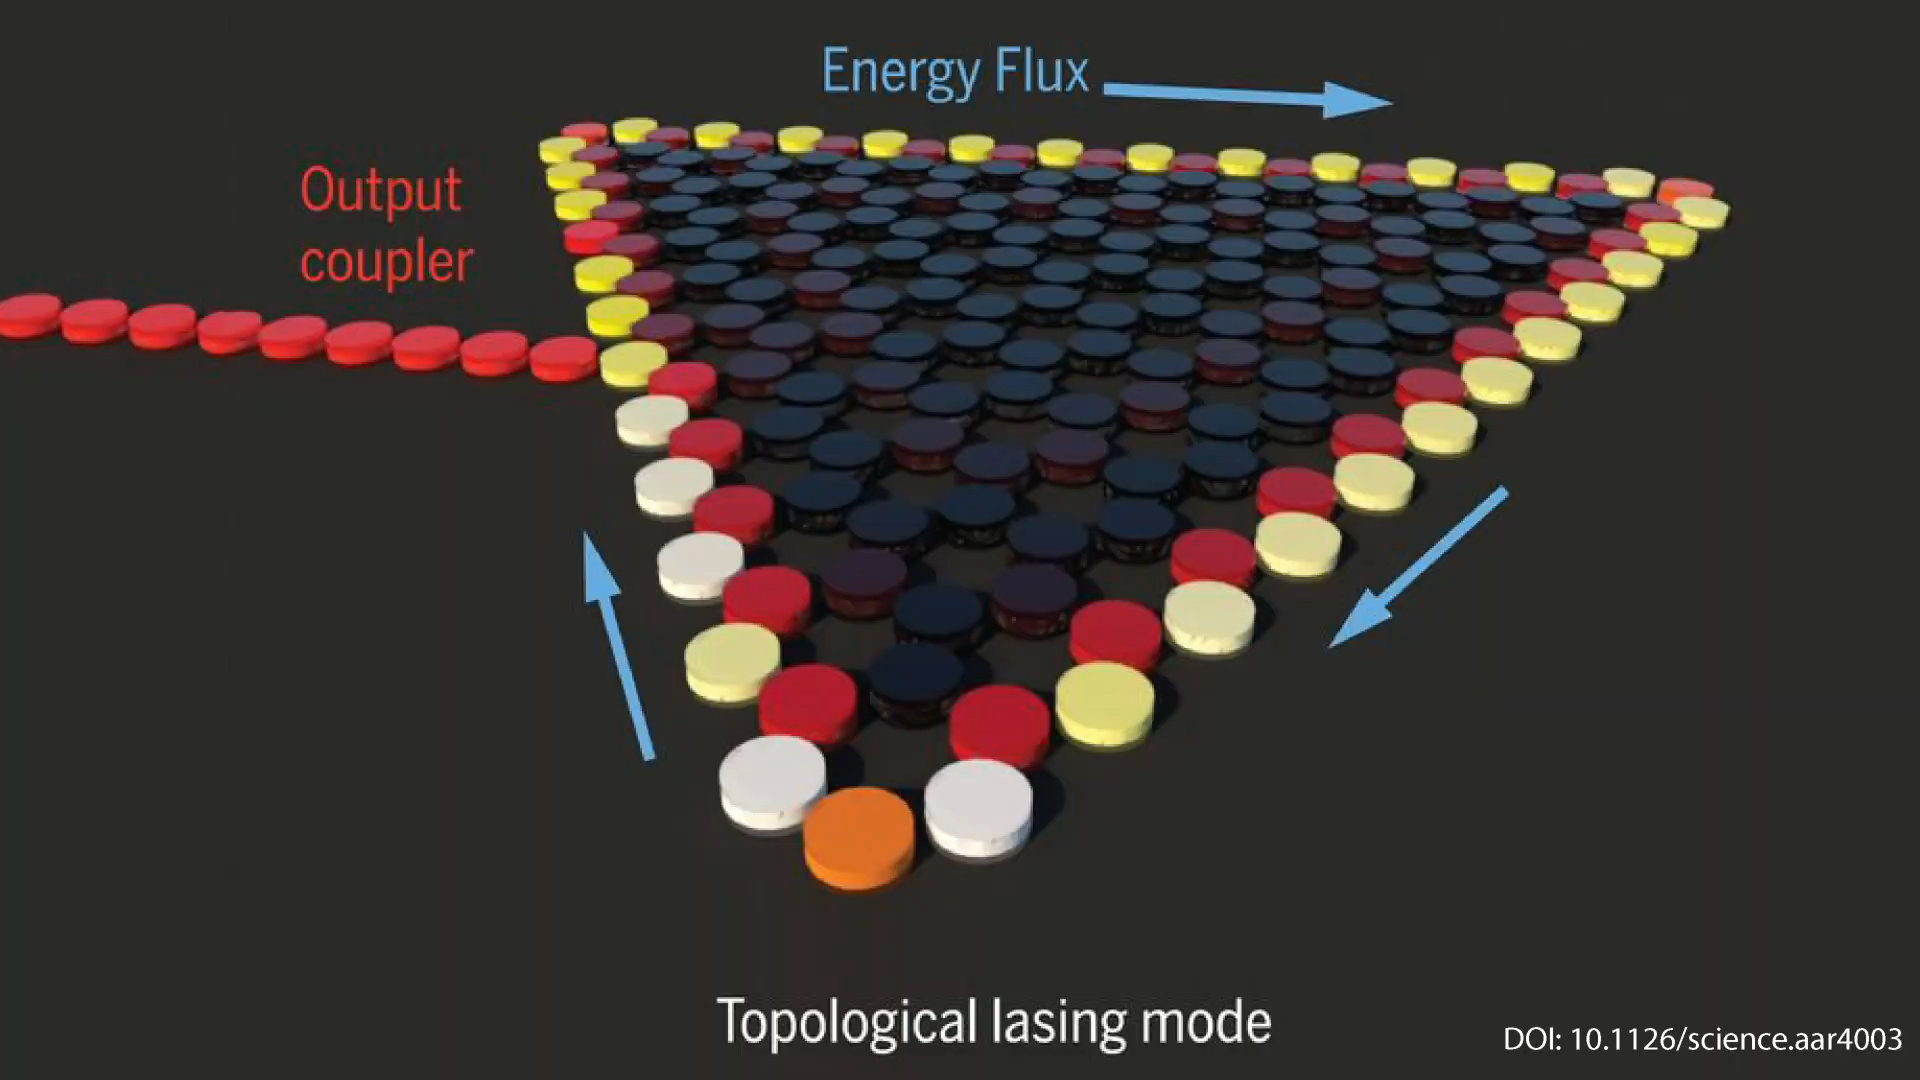 Energy Flux
Output
coupler
Topological lasing mode
DOI: 10.1126/science.aar4003